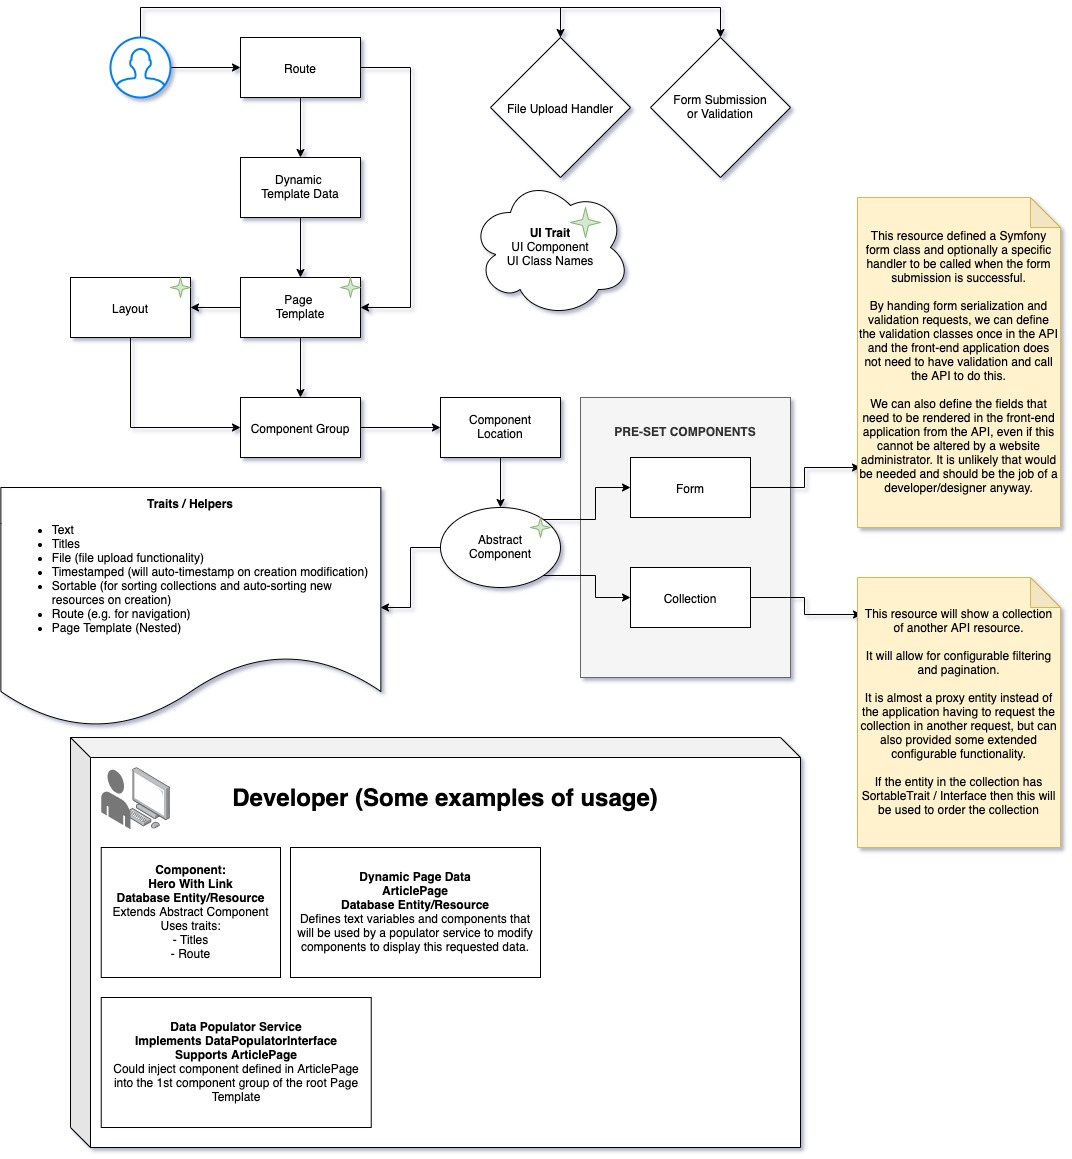 Route
File Upload Handler
Form Submission
or Validation
Dynamic
Template Data
UI Trait
UI Component
UI Class Names
Layout
Page
Template
Component Group
Component
Location
PRE-SET COMPONENTS
Form
Abstract
Component
Collection
This resource defined a Symfony
form class and optionally a specific
handler to be called when the form
submission is successful.
By handing form serialization and
validation requests, we can define
the validation classes once in the API
and the front-end application does
not need to have validation and call
the API to do this.
We can also define the fields that
need to be rendered in the front-end
application from the API, even if this
cannot be altered by a website
administrator. It is unlikely that would
be needed and should be the job of a
developer/designer anyway.
Traits / Helpers
• Text
• Titles
• File (file upload functionality)
• Timestamped (will auto-timestamp on creation modification)
• Sortable (for sorting collections and auto-sorting new
resources on creation)
• Route (e.g. for navigation)
• Page Template (Nested)
This resource will show a collection
of another API resource.
It will allow for configurable filtering
and pagination.
It is almost a proxy entity instead of
the application having to request the
collection in another request, but can
also provided some extended
configurable functionality.
If the entity in the collection has
SortableTrait / Interface then this will
be used to order the collection
Developer (Some examples of usage)
Component:
Hero With Link
Database Entity/Resource
Extends Abstract Component
Uses traits:
- Titles
- Route
Dynamic Page Data
ArticlePage
Database Entity/Resource
Defines text variables and components that
will be used by a populator service to modify
components to display this requested data.
Data Populator Service
Implements DataPopulatorInterface
Supports ArticlePage
Could inject component defined in ArticlePage
into the 1st component group of the root Page
Template